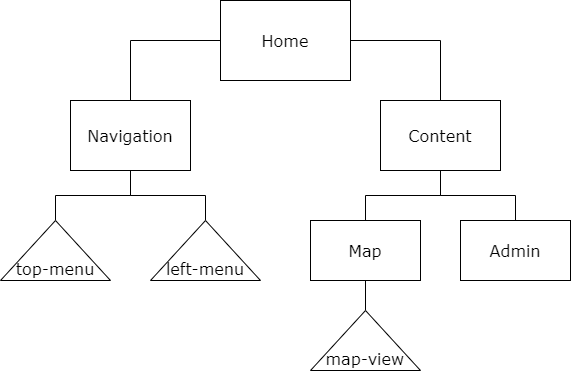 Home
Navigation
Content
top-menu
left-menu
Map
Admin
map-view